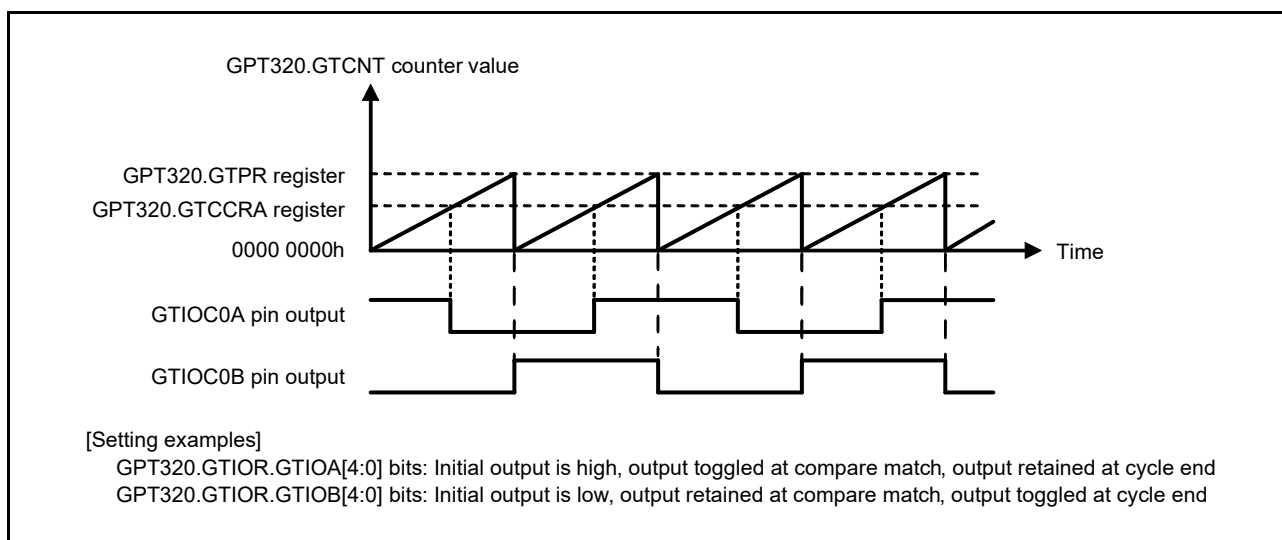 GPT320.GTCNT counter value
GPT320.GTPR register
GPT320.GTCCRA register
0000 0000h
Time
GTIOC0A pin output
GTIOC0B pin output
[Setting examples]
GPT320.GTIOR.GTIOA[4:0] bits: Initial output is high, output toggled at compare match, output retained at cycle end
GPT320.GTIOR.GTIOB[4:0] bits: Initial output is low, output retained at compare match, output toggled at cycle end